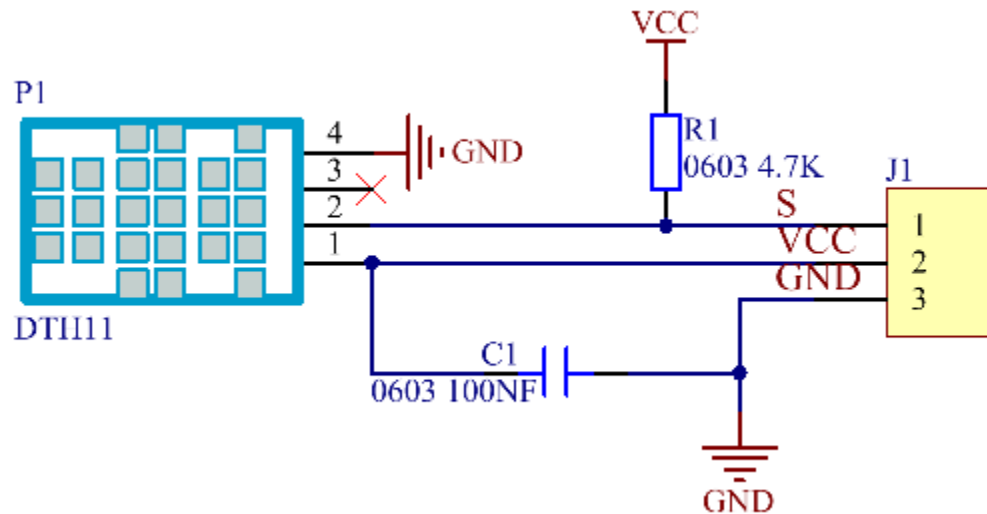 VCC
P1
4
GND
3
2
1
R1
0603 4.7K
J1
S
1
VCC
2
GND
3
DTH11
C1
0603 100NF
GND